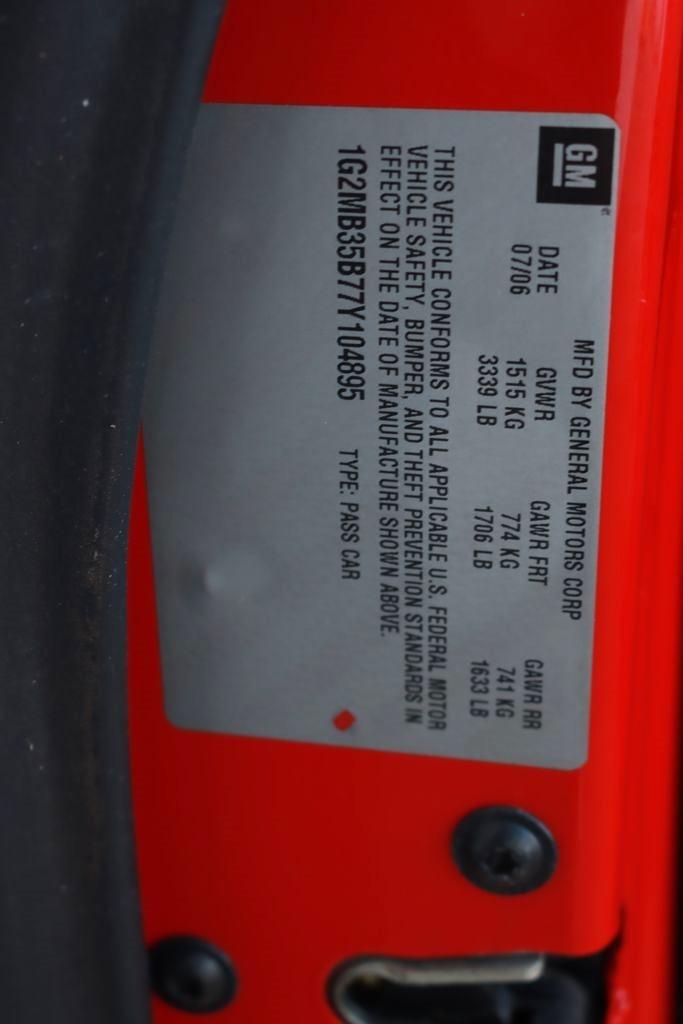 GM
MFD BY GENERAL MOTORS CORP
DATE GVWR GAWR FRT GAWR RR
07/06 1515 KG 774 KG 741 KG
3339 LB 1706 LB 1633 LB
THIS VEHICLE CONFORMS TO ALL APPLICABLE U.S. FEDERAL MOTOR
VEHICLE SAFETY, BUMPER, AND THEFT PREVENTION STANDARDS IN
EFFECT ON THE DATE OF MANUFACTURE SHOWN ABOVE.
1G2MB35B77Y104895 TYPE: PASS CAR